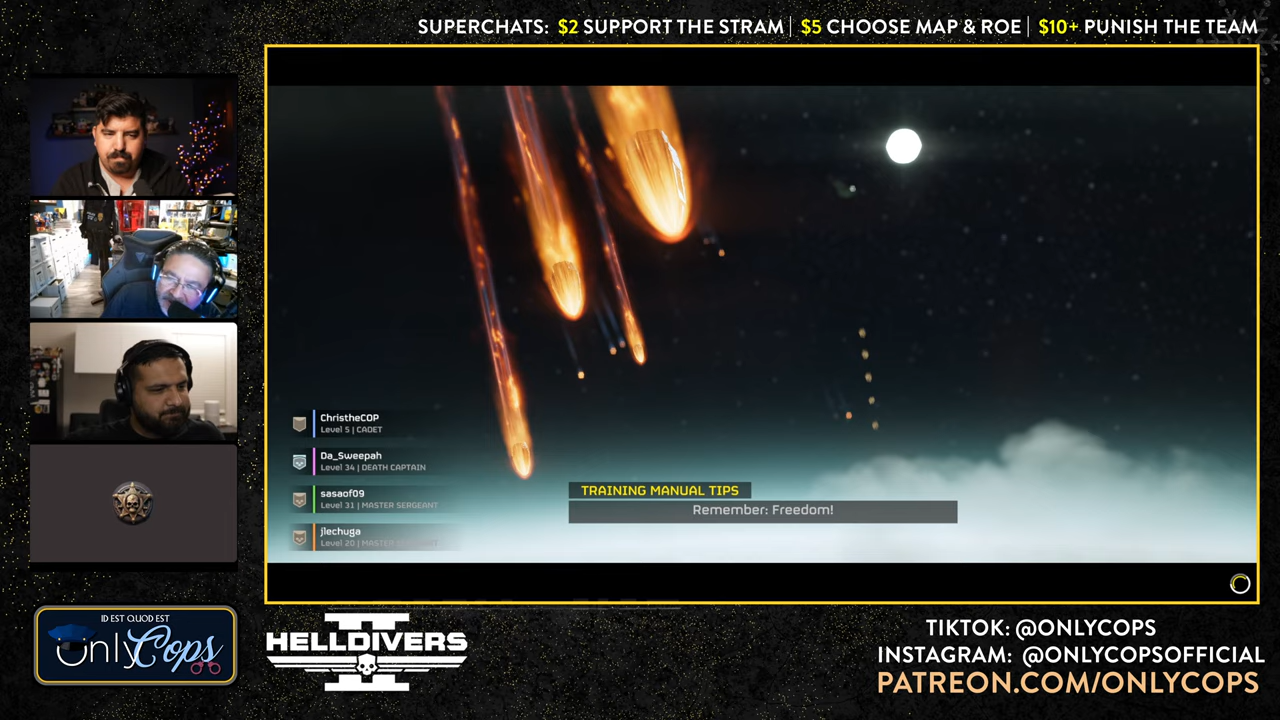 SUPERCHATS: $2 SUPPORT THE STRAM | $5 CHOOSE MAP & ROE | $10+ PUNISH THE TEAM
ChristheCOP
Level 5 | CADET
Da_Sweepah
Level 34 | DEATH CAPTAIN
sasaof09
Level 31 | MASTER SERGEANT
jlechuga
Level 20 | MASTER SERGEANT
TRAINING MANUAL TIPS
Remember: Freedom!
ID EST QUOD EST
OnlyCops
HELLDIVERS
II
TIKTOK: @ONLYCOPS
INSTAGRAM: @ONLYCOPSOFFICIAL
PATREON.COM/ONLYCOPS